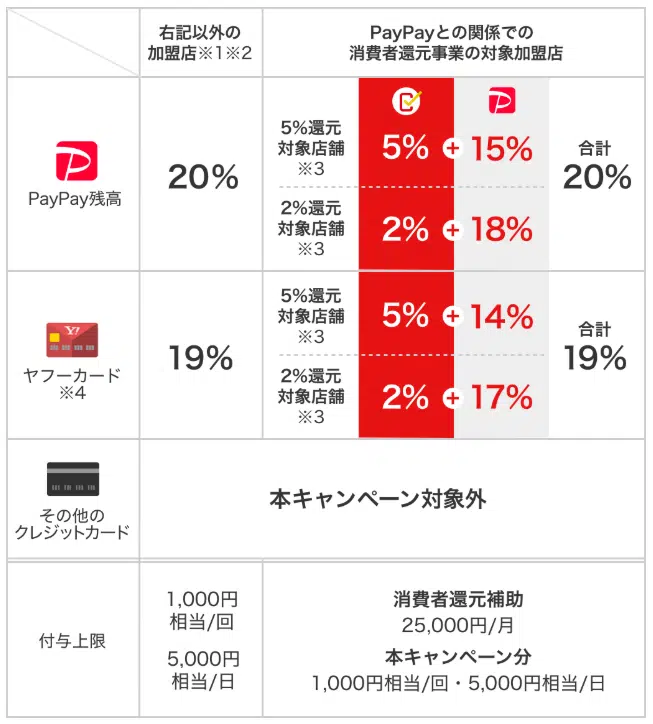 右記以外の
加盟店※1※2
PayPayとの関係での
消費者還元事業の対象加盟店
PayPay残高
20%
5%還元
対象店舗
※3
5% + 15%
2%還元
対象店舗
※3
2% + 18%
合計
20%
ヤフーカード
※4
19%
5%還元
対象店舗
※3
5% + 14%
2%還元
対象店舗
※3
2% + 17%
合計
19%
その他の
クレジットカード
本キャンペーン対象外
付与上限
1,000円
相当/回
5,000円
相当/日
消費者還元補助
25,000円/月
本キャンペーン分
1,000円相当/回・5,000円相当/日